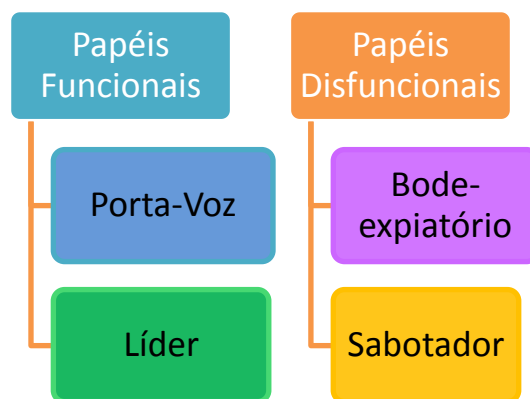 Papéis
Funcionais
Porta-Voz
Líder
Papéis
Disfuncionais
Bode-
expiatório
Sabotador